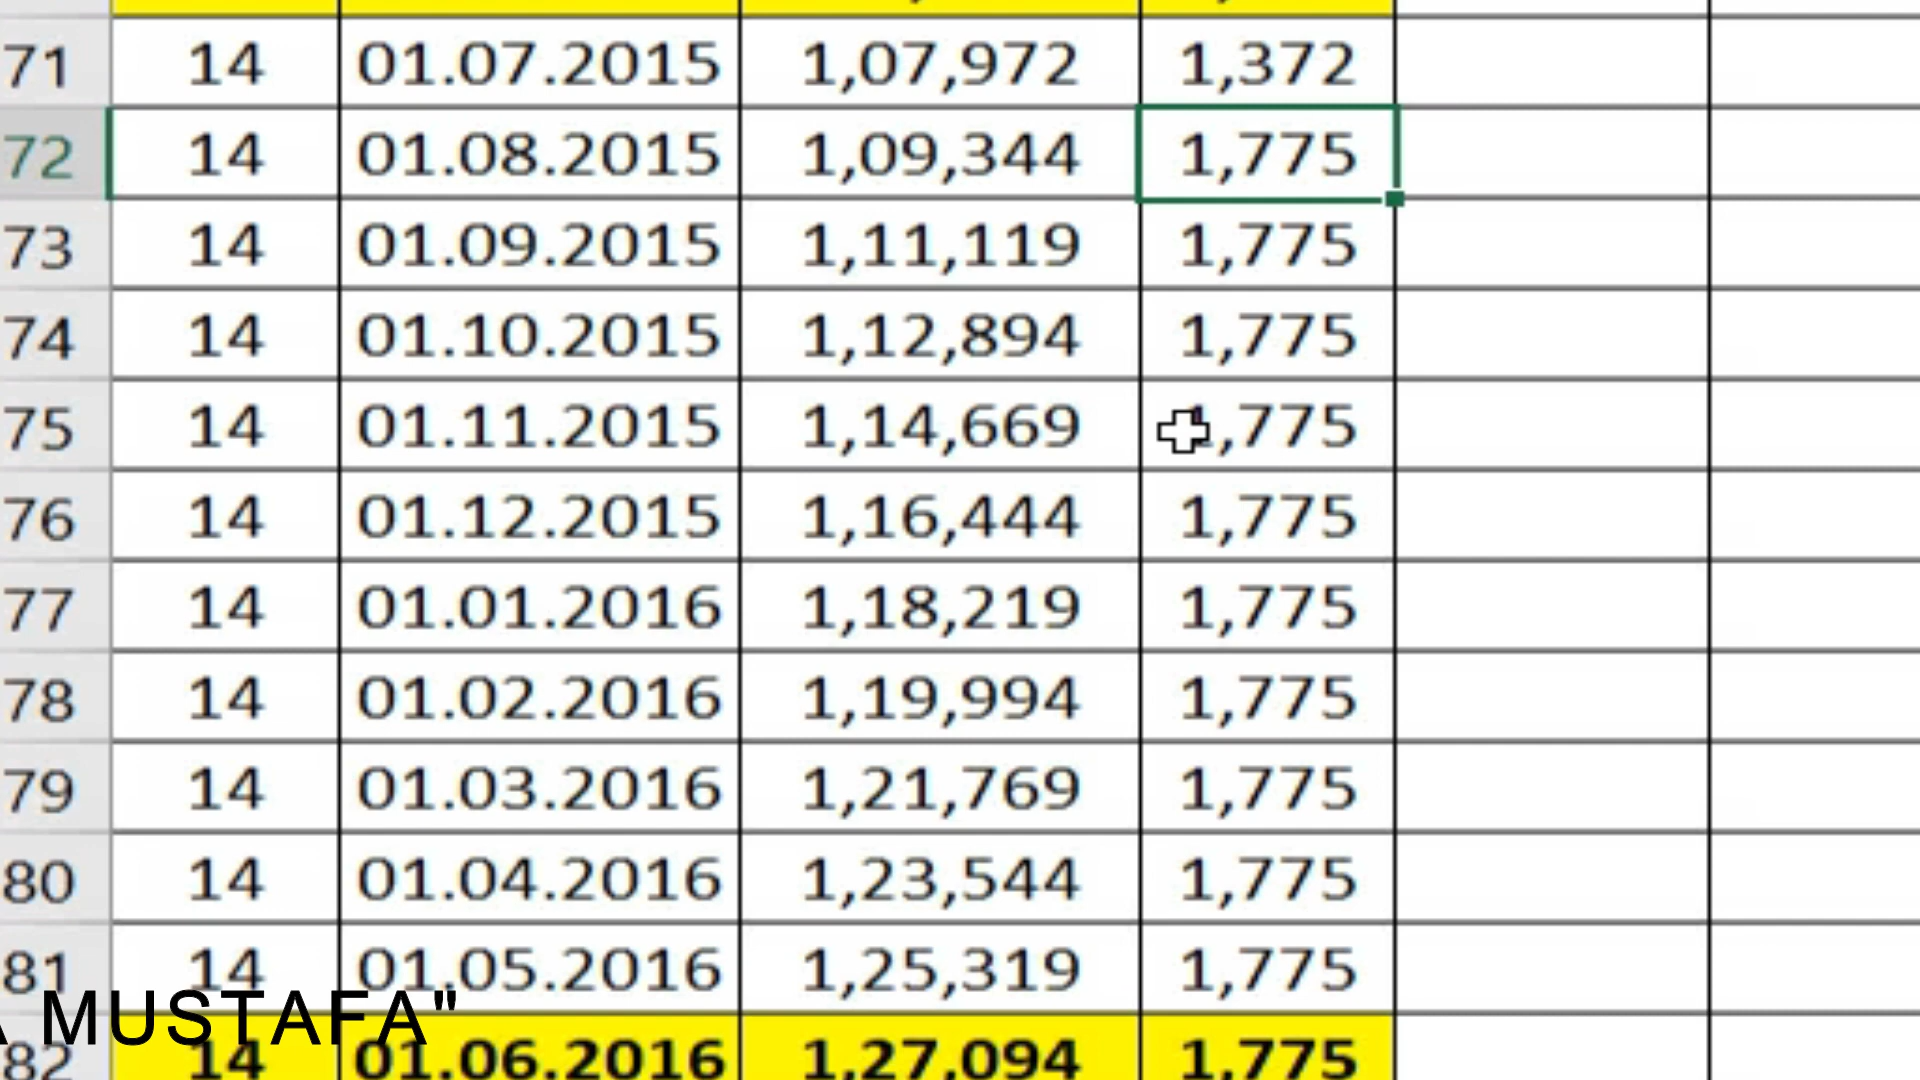 71 14 01.07.2015 1,07,972 1,372
72 14 01.08.2015 1,09,344 1,775
73 14 01.09.2015 1,11,119 1,775
74 14 01.10.2015 1,12,894 1,775
75 14 01.11.2015 1,14,669 1,775
76 14 01.12.2015 1,16,444 1,775
77 14 01.01.2016 1,18,219 1,775
78 14 01.02.2016 1,19,994 1,775
79 14 01.03.2016 1,21,769 1,775
80 14 01.04.2016 1,23,544 1,775
81 14 01.05.2016 1,25,319 1,775
MUSTAFA"
82 14 01.06.2016 1,27,094 1,775